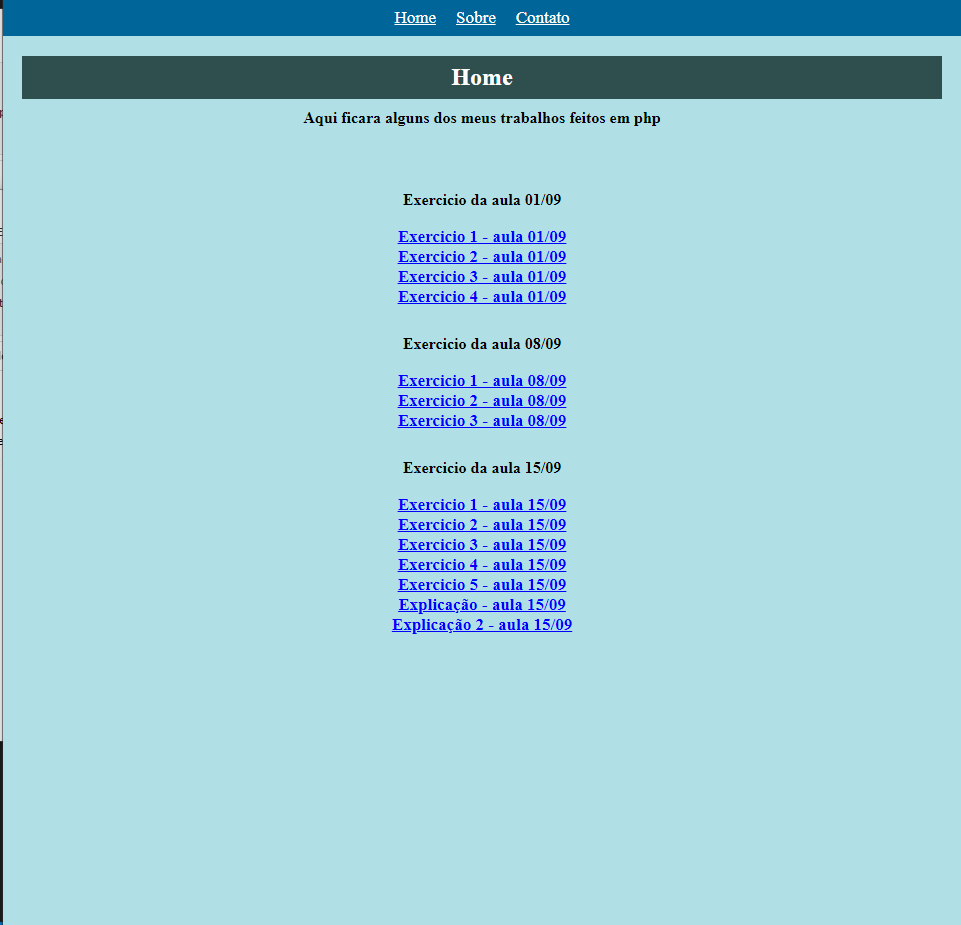 Home Sobre Contato
Home
Aqui ficara alguns dos meus trabalhos feitos em php
Exercicio da aula 01/09
Exercicio 1 - aula 01/09
Exercicio 2 - aula 01/09
Exercicio 3 - aula 01/09
Exercicio 4 - aula 01/09
Exercicio da aula 08/09
Exercicio 1 - aula 08/09
Exercicio 2 - aula 08/09
Exercicio 3 - aula 08/09
Exercicio da aula 15/09
Exercicio 1 - aula 15/09
Exercicio 2 - aula 15/09
Exercicio 3 - aula 15/09
Exercicio 4 - aula 15/09
Exercicio 5 - aula 15/09
Explicação - aula 15/09
Explicação 2 - aula 15/09